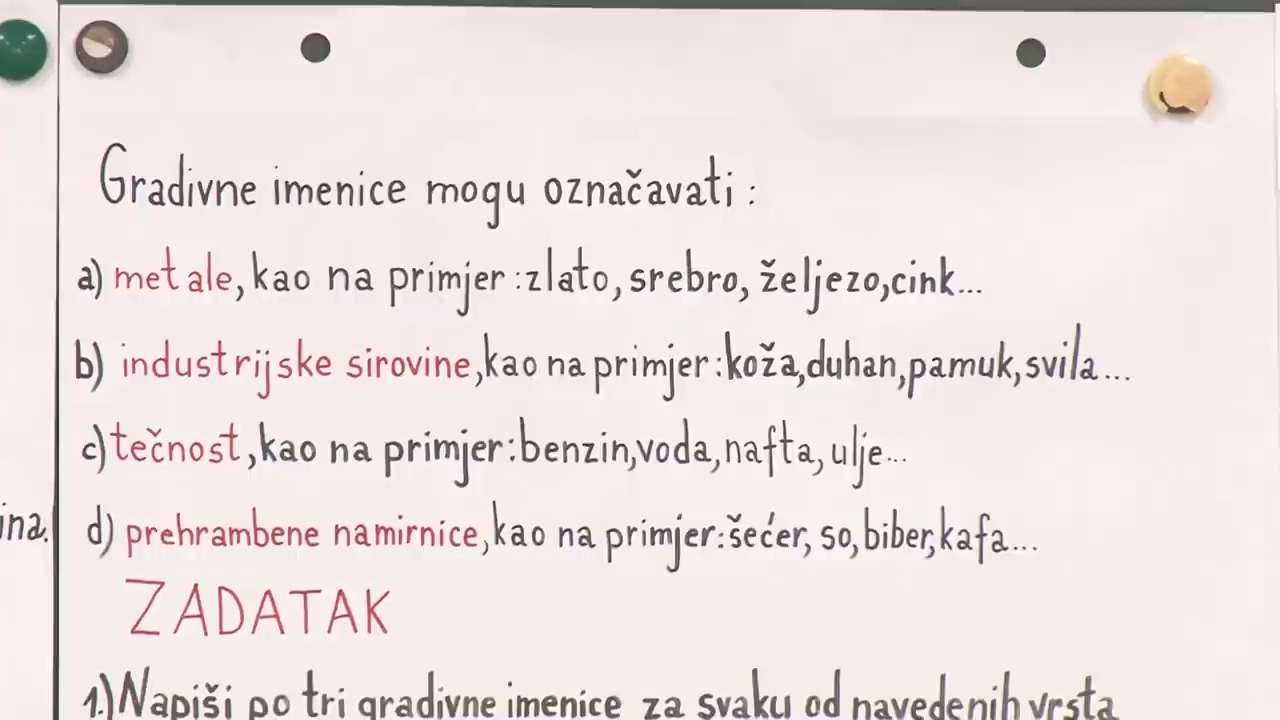 Gradivne imenice mogu označavati :
a) metale, kao na primjer : zlato, srebro, željezo, cink...
b) industrijske sirovine, kao na primjer : koža, duhan, pamuk, svila...
c) tečnost, kao na primjer : benzin, voda, nafta, ulje...
d) prehrambene namirnice, kao na primjer : šećer, so, biber, kafa...
ZADATAK
1.) Napiši po tri gradivne imenice za svaku od navedenih vrsta